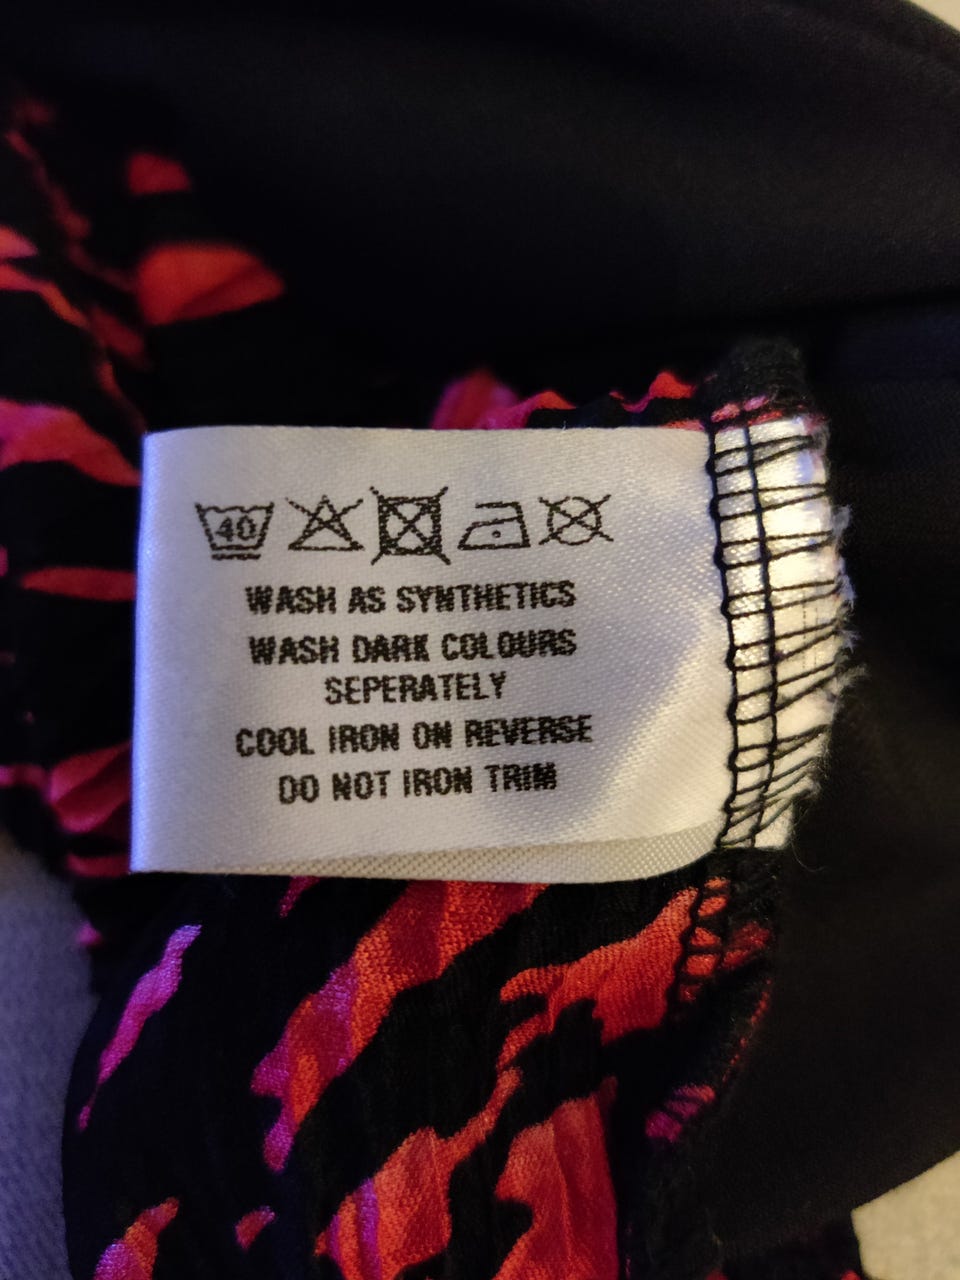 40
WASH AS SYNTHETICS
WASH DARK COLOURS
SEPERATELY
COOL IRON ON REVERSE
DO NOT IRON TRIM